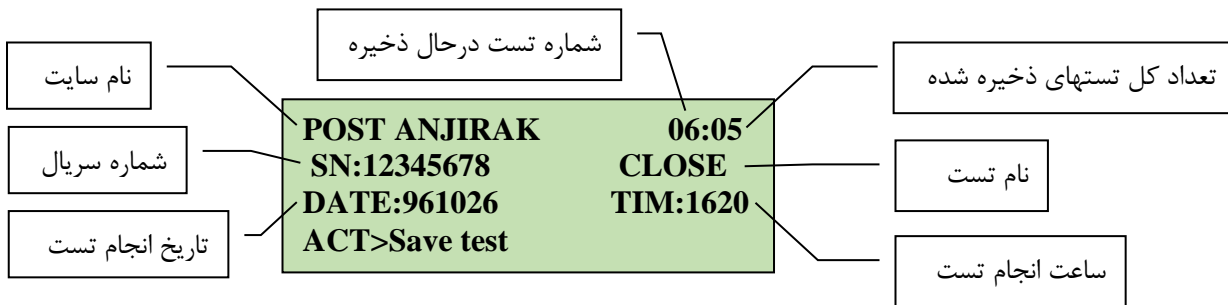 شماره تست درحال ذخیره
نام سایت
تعداد کل تستهای ذخیره شده
POST ANJIRAK 06:05
SN:12345678 CLOSE
DATE:961026 TIM:1620
ACT>Save test
شماره سریال
نام تست
تاریخ انجام تست
ساعت انجام تست